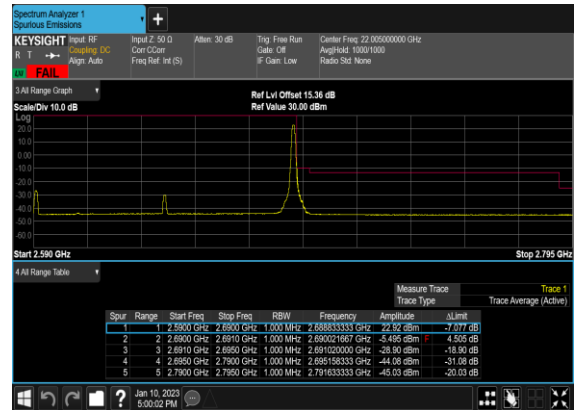 Spectrum Analyzer 1
Spurious Emissions
KEYSIGHT Input: RF Input Z: 50 Ω Atten: 30 dB Trig: Free Run Center Freq: 22.005000000 GHz
R T Coupling: DC Corr CCorr Gate: Off Avg|Hold: 1000/1000
Align: Auto Freq Ref: Int (S) IF Gain: Low Radio Std: None
FAIL
3 All Range Graph Ref Lvl Offset 15.36 dB
Scale/Div 10.0 dB Ref Value 30.00 dBm
Log
20.0
10.0
0.00
-10.0
-20.0
-30.0
-40.0
-50.0
-60.0
Start 2.590 GHz Stop 2.795 GHz
4 All Range Table
Measure Trace Trace 1
Trace Type Trace Average (Active)
Spur Range Start Freq Stop Freq RBW Frequency Amplitude ΔLimit
1 1 2.5900 GHz 2.6900 GHz 1.000 MHz 2.688833333 GHz 22.92 dBm -7.077 dB
2 2 2.6900 GHz 2.6910 GHz 1.000 MHz 2.690021667 GHz -5.495 dBm F 4.505 dB
3 3 2.6910 GHz 2.6950 GHz 1.000 MHz 2.691020000 GHz -28.90 dBm -18.90 dB
4 4 2.6950 GHz 2.7900 GHz 1.000 MHz 2.695158333 GHz -44.08 dBm -31.08 dB
5 5 2.7900 GHz 2.7950 GHz 1.000 MHz 2.791633333 GHz -45.03 dBm -20.03 dB
? Jan 10, 2023
5:00:02 PM